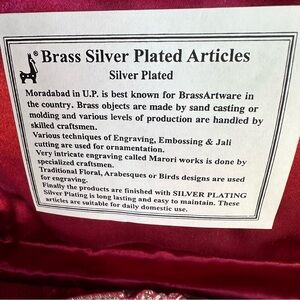 ® Brass Silver Plated Articles
Silver Plated
Moradabad in U.P. is best known for BrassArtware in
the country. Brass objects are made by sand casting or
molding and various levels of production are handled by
skilled craftsmen.
Various techniques of Engraving, Embossing & Jali
cutting are used for ornamentation.
Very intricate engraving called Marori works is done by
specialized craftsmen.
Traditional Floral, Arabesques or Birds designs are used
for engraving.
Finally the products are finished with SILVER PLATING
Silver Plating is long lasting and easy to maintain. These
articles are suitable for daily domestic use.